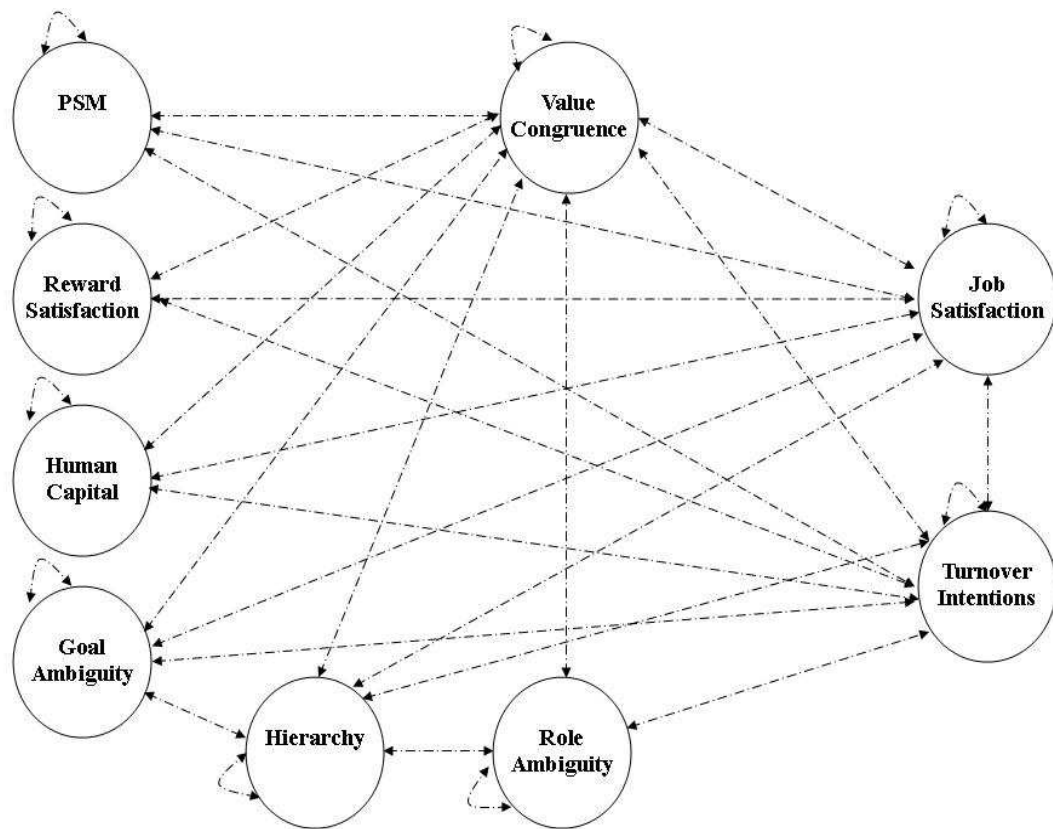 PSM
Value
Congruence
Reward
Satisfaction
Job
Satisfaction
Human
Capital
Turnover
Intentions
Goal
Ambiguity
Hierarchy
Role
Ambiguity